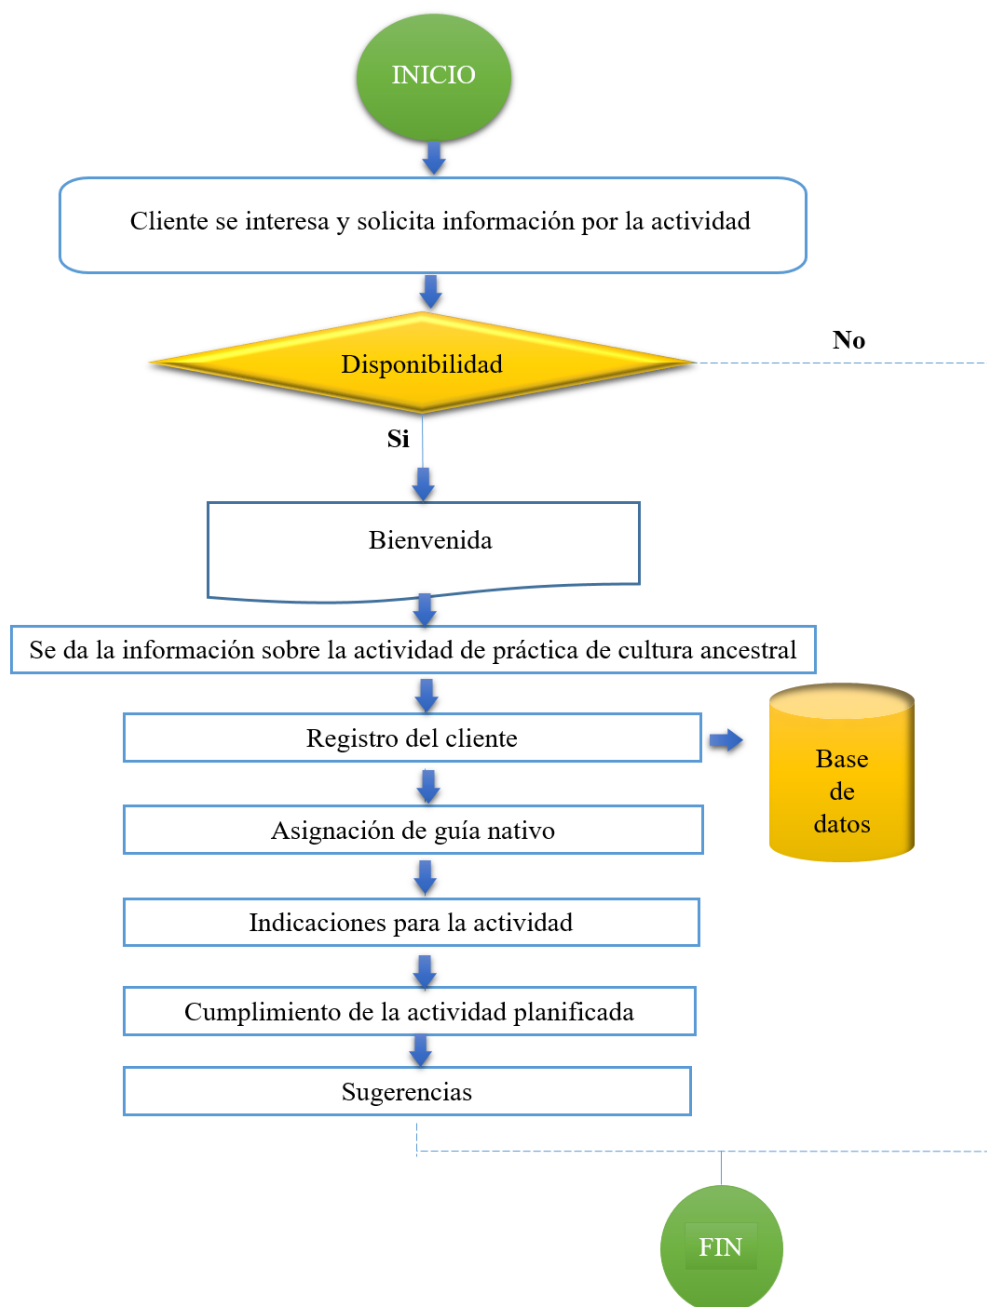 INICIO
Cliente se interesa y solicita información por la actividad
Disponibilidad
No
Si
Bienvenida
Se da la información sobre la actividad de práctica de cultura ancestral
Registro del cliente
Base
de
datos
Asignación de guía nativo
Indicaciones para la actividad
Cumplimiento de la actividad planificada
Sugerencias
FIN